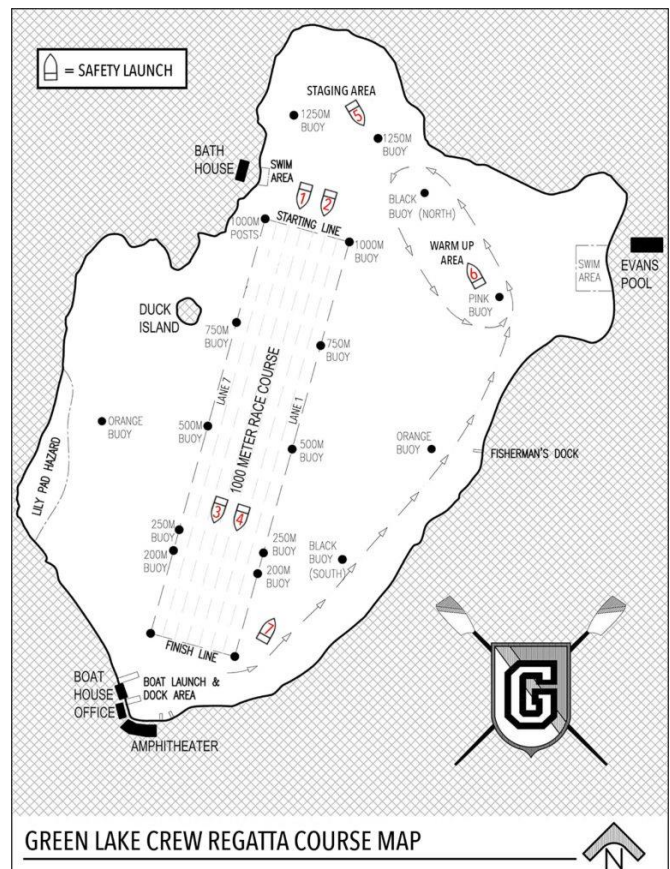 = SAFETY LAUNCH
STAGING AREA
5
1250M
BUOY
1250M
BUOY
BATH
HOUSE
SWIM
AREA
1
2
BLACK
BUOY (NORTH)
1000M
POSTS
STARTING LINE
1000M
BUOY
WARM UP
AREA
6
PINK
BUOY
SWIM
AREA
EVANS
POOL
DUCK
ISLAND
750M
BUOY
750M
BUOY
LANE 7
1000 METER RACE COURSE
LANE 1
ORANGE
BUOY
500M
BUOY
500M
BUOY
ORANGE
BUOY
FISHERMAN'S DOCK
LILY PAD HAZARD
3
4
250M
BUOY
200M
BUOY
250M
BUOY
200M
BUOY
BLACK
BUOY
(SOUTH)
7
FINISH LINE
BOAT
HOUSE
OFFICE
BOAT LAUNCH &
DOCK AREA
AMPHITHEATER
G
GREEN LAKE CREW REGATTA COURSE MAP
N